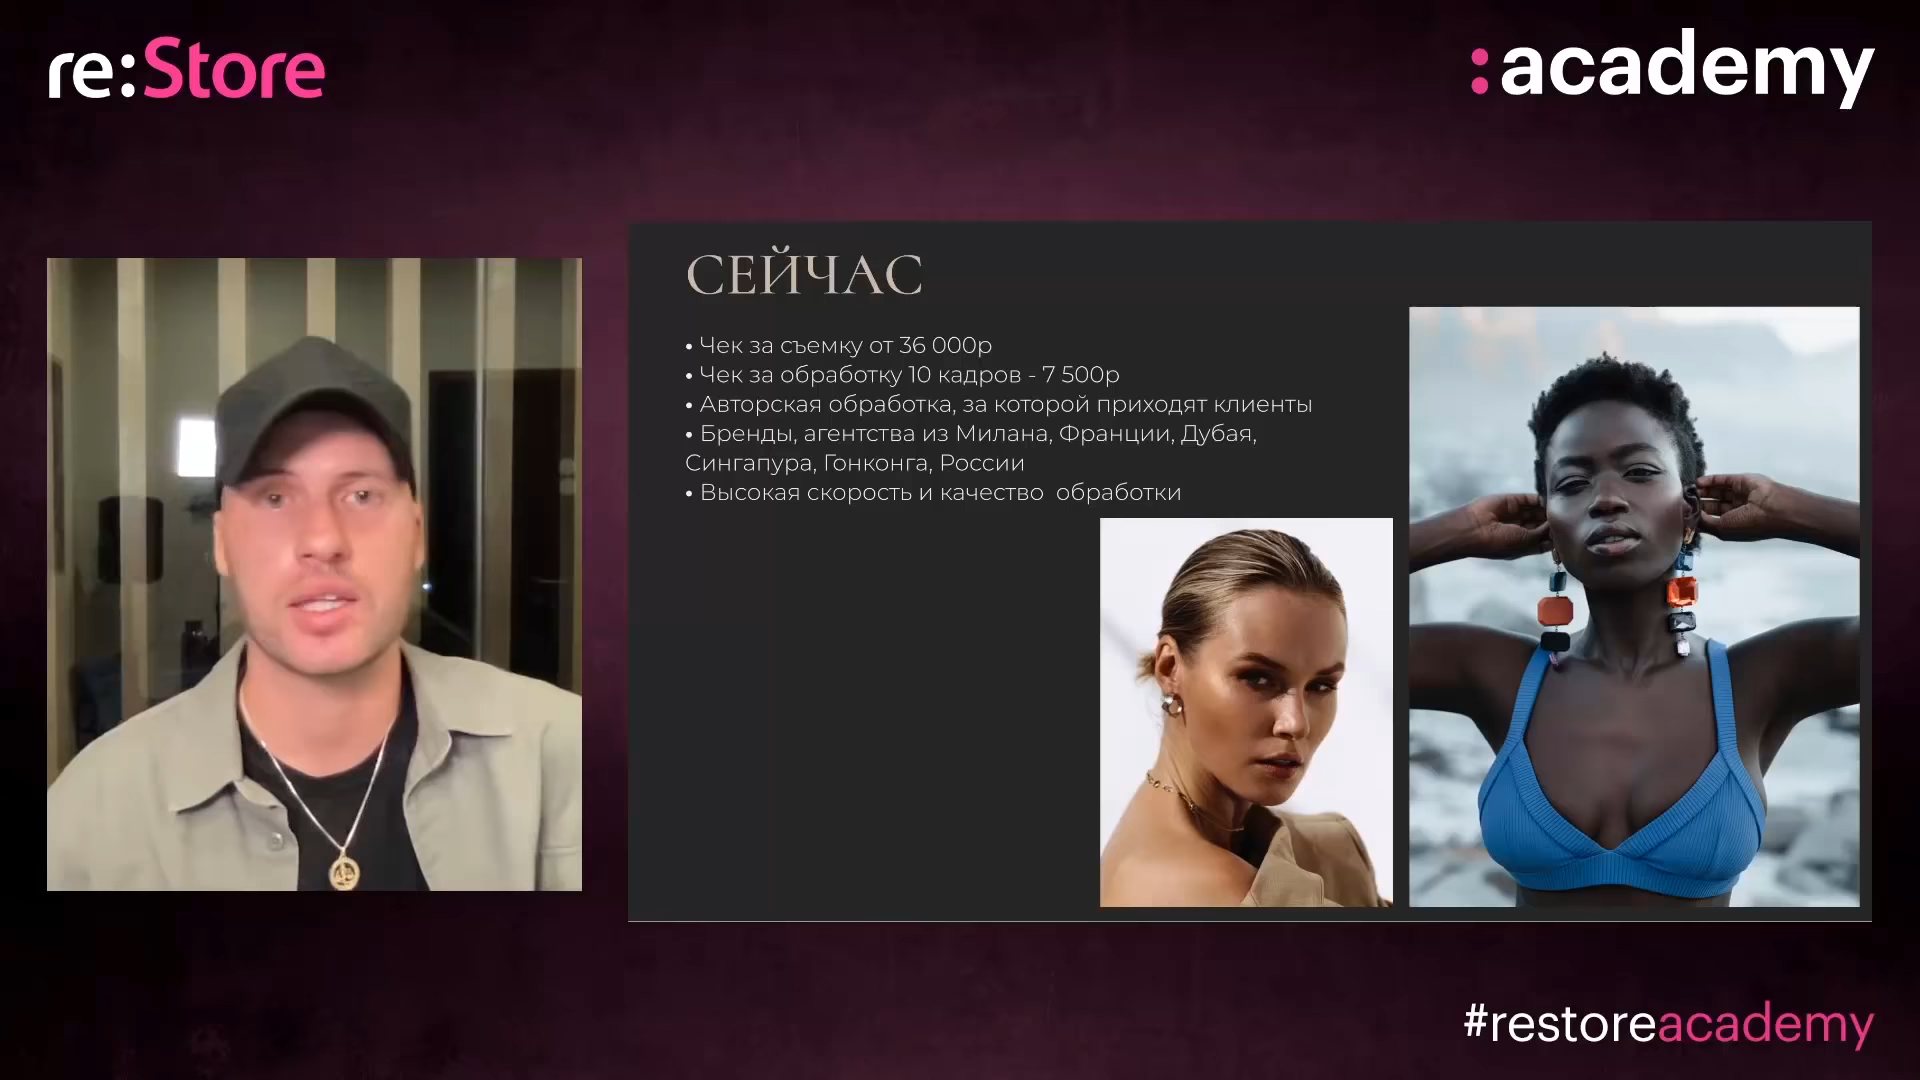 re:Store
:academy
СЕЙЧАС
• Чек за съемку от 36 000р
• Чек за обработку 10 кадров - 7 500р
• Авторская обработка, за которой приходят клиенты
• Бренды, агентства из Милана, Франции, Дубая,
Сингапура, Гонконга, России
• Высокая скорость и качество  обработки
#restoreacademy